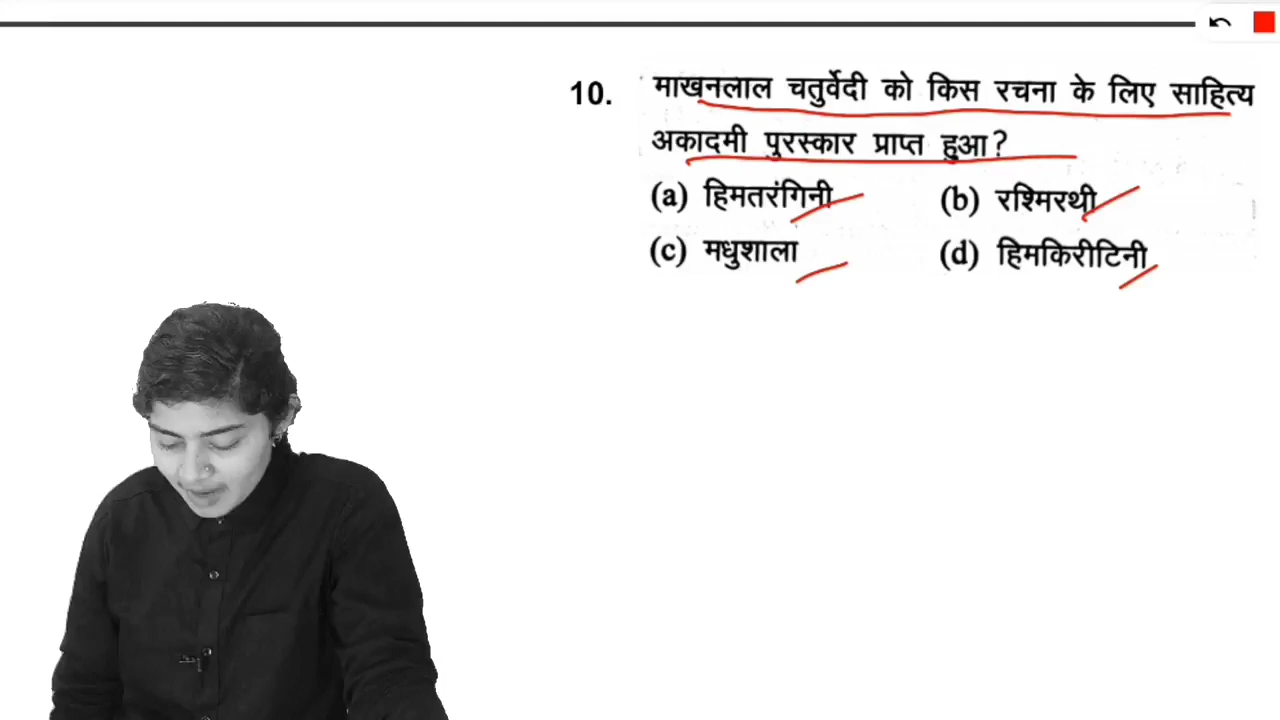 10. माखनलाल चतुर्वेदी को किस रचना के लिए साहित्य
अकादमी पुरस्कार प्राप्त हुआ?
(a) हिमतरंगिनी (b) रश्मिरथी
(c) मधुशाला (d) हिमकिरीटिनी